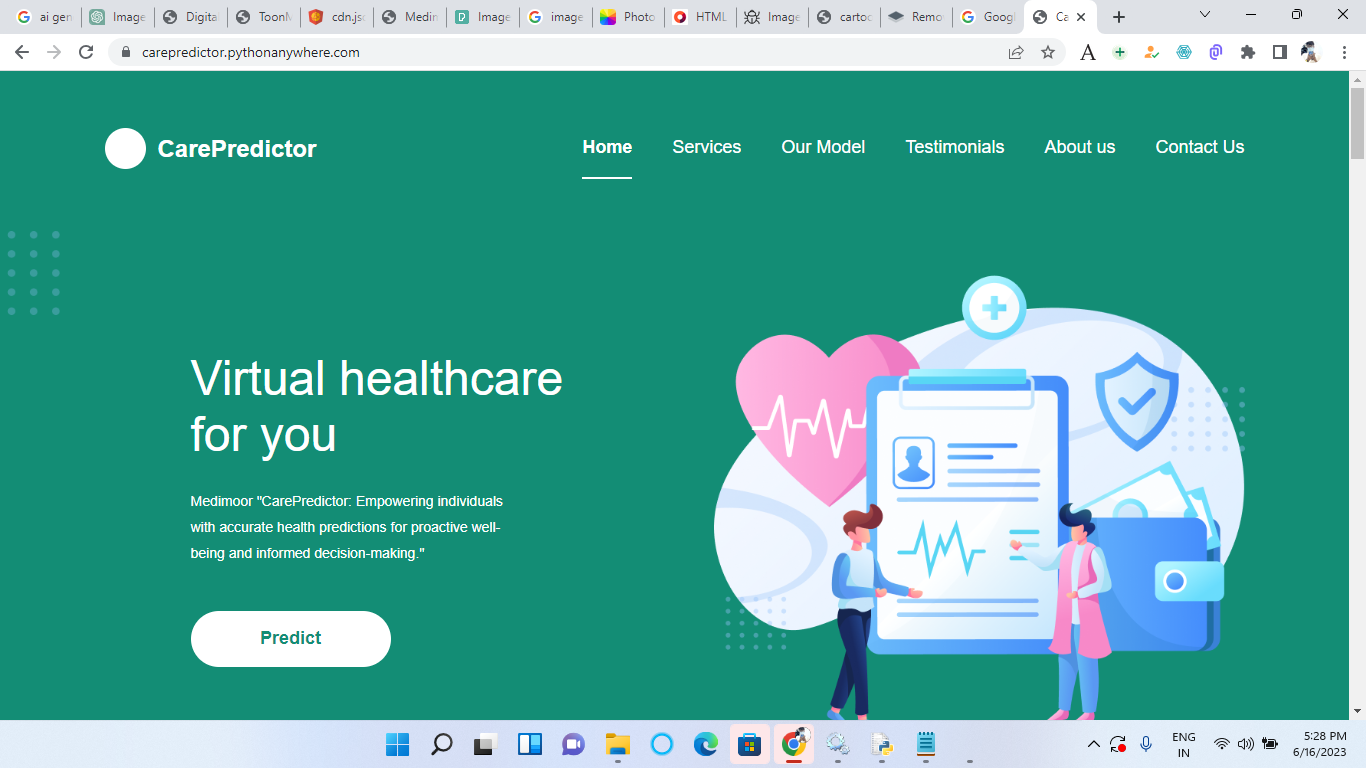 ai gen
Image
Digita
ToonM
cdn.js
Medim
Image
image
Photo
HTML
Image
cartoo
Remo
Googl
Ca
carepredictor.pythonanywhere.com
A
CarePredictor
Home
Services
Our Model
Testimonials
About us
Contact Us
Virtual healthcare
for you
Medimoor "CarePredictor: Empowering individuals
with accurate health predictions for proactive well-
being and informed decision-making."
Predict
ENG
IN
5:28 PM
6/16/2023